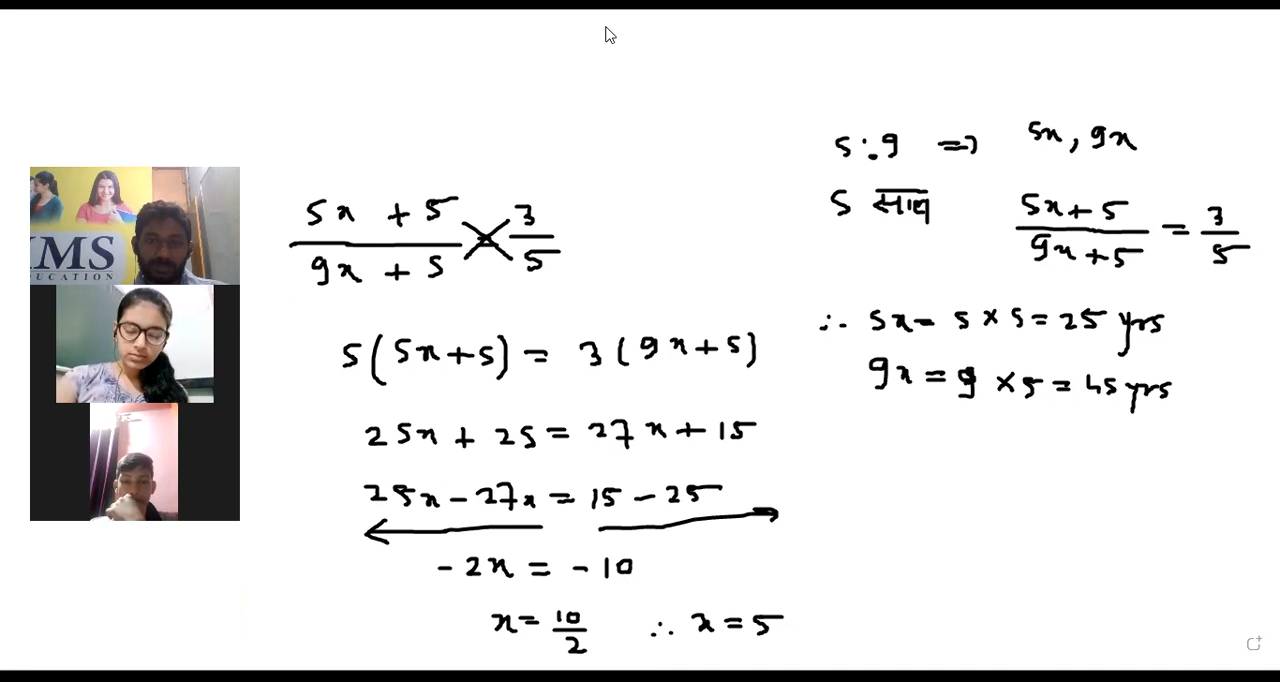 IMS
EDUCATION
5x + 5 / 9x + 5 × 3 / 5
5(5x+5) = 3(9x+5)
25x + 25 = 27x + 15
25x - 27x = 15 - 25
-2x = -10
x = 10/2 ∴ x = 5
5:9 => 5x, 9x
5 साल
5x+5 / 9x+5 = 3/5
∴ 5x = 5 × 5 = 25 yrs
9x = 9 × 5 = 45 yrs